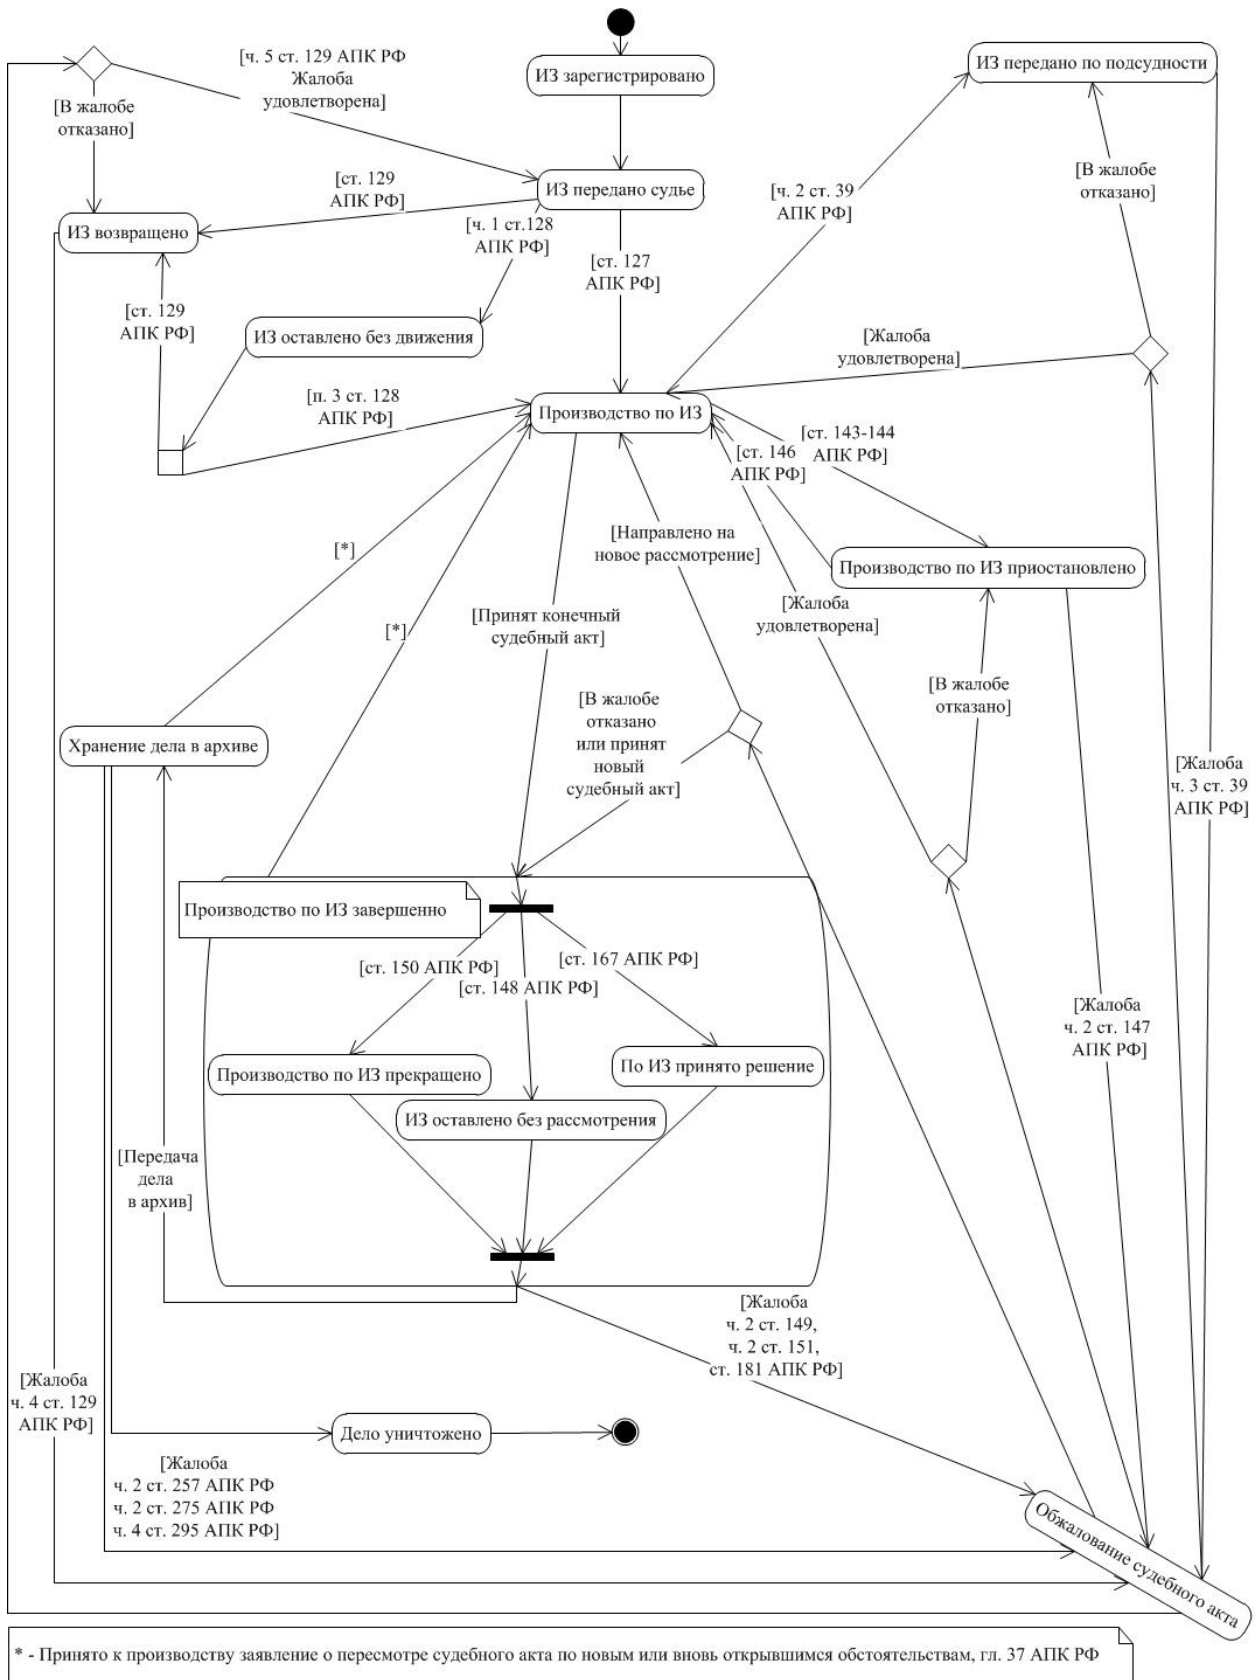 [ч. 5 ст. 129 АПК РФ
Жалоба
удовлетворена]
ИЗ зарегистрировано
ИЗ передано по подсудности
[В жалобе
отказано]
[ст. 129
АПК РФ]
ИЗ передано судье
[ч. 2 ст. 39
АПК РФ]
[В жалобе
отказано]
ИЗ возвращено
[ч. 1 ст.128
АПК РФ]
[ст. 127
АПК РФ]
[ст. 129
АПК РФ]
ИЗ оставлено без движения
[Жалоба
удовлетворена]
[п. 3 ст. 128
АПК РФ]
Производство по ИЗ
[ст. 143-144
АПК РФ]
[ст. 146
АПК РФ]
[*]
[Направлено на
новое рассмотрение]
Производство по ИЗ приостановлено
[*]
[Принят конечный
судебный акт]
[Жалоба
удовлетворена]
[В жалобе
отказано]
[В жалобе
отказано
или принят
новый
судебный акт]
Хранение дела в архиве
[Жалоба
ч. 3 ст. 39
АПК РФ]
Производство по ИЗ завершенно
[ст. 150 АПК РФ]
[ст. 148 АПК РФ]
[ст. 167 АПК РФ]
[Жалоба
ч. 2 ст. 147
АПК РФ]
Производство по ИЗ прекращено
По ИЗ принято решение
ИЗ оставлено без рассмотрения
[Передача
дела
в архив]
[Жалоба
ч. 2 ст. 149,
ч. 2 ст. 151,
ст. 181 АПК РФ]
[Жалоба
ч. 4 ст. 129
АПК РФ]
Дело уничтожено
[Жалоба
ч. 2 ст. 257 АПК РФ
ч. 2 ст. 275 АПК РФ
ч. 4 ст. 295 АПК РФ]
Обжалование судебного акта
* - Принято к производству заявление о пересмотре судебного акта по новым или вновь открывшимся обстоятельствам, гл. 37 АПК РФ